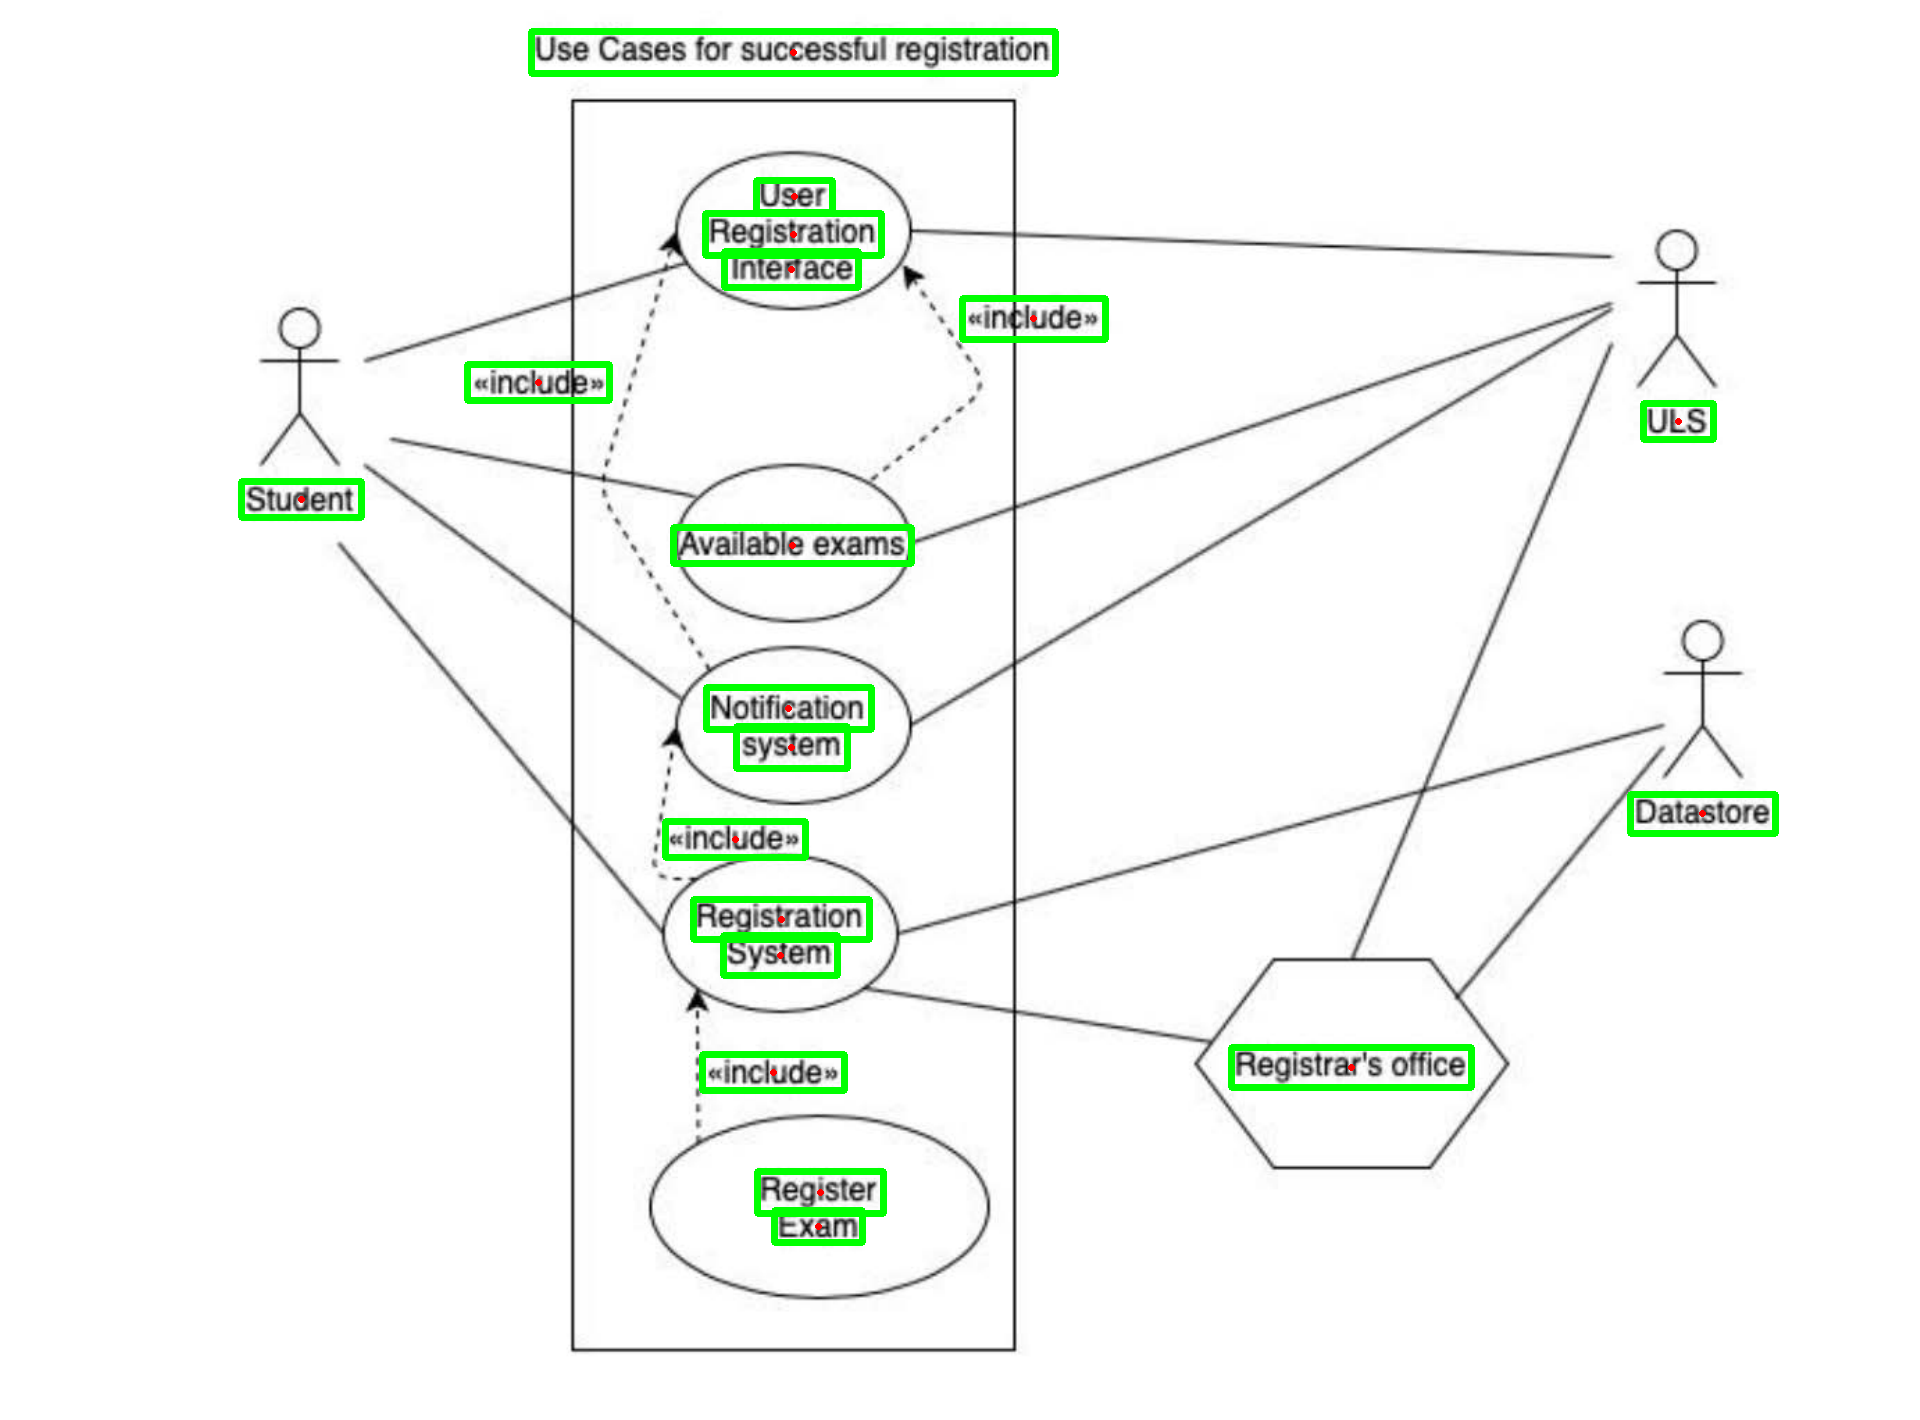 Use Cases for successful registration
User
Registration
Interface
«include»
«include»
ULS
Student
Available exams
Notification
system
Datastore
«include»
Registration
System
«include»
Registrar's office
Register
Exam